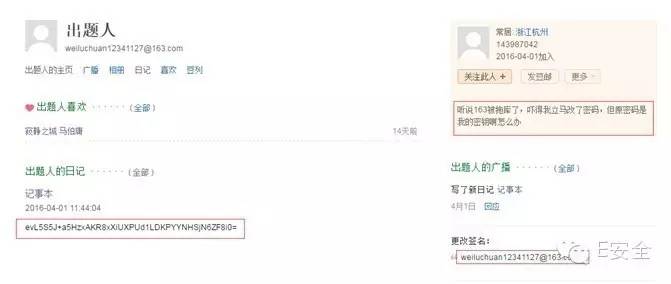 出题人
weiluchuan12341127@163.com
出题人的主页 广播 相册 日记 喜欢 豆列
出题人喜欢 · · · · · · （全部）
寂静之城 马伯庸 14天前
出题人的日记 · · · · · · （全部）
记事本
2016-04-01 11:44:04
evL5S5J+a5HzxAKR8xXiUXPUd1LDKPYYNHSjN6ZF8i0=
常居: 浙江杭州
143987042
2016-04-01加入
关注此人 + 发豆邮 更多
听说163被拖库了，吓得我立马改了密码，但原密码是
我的密钥啊怎么办
出题人的广播 · · · · · · （全部）
写了新日记 记事本
4月1日 回应
更改签名：
weiluchuan12341127@163.
E安全